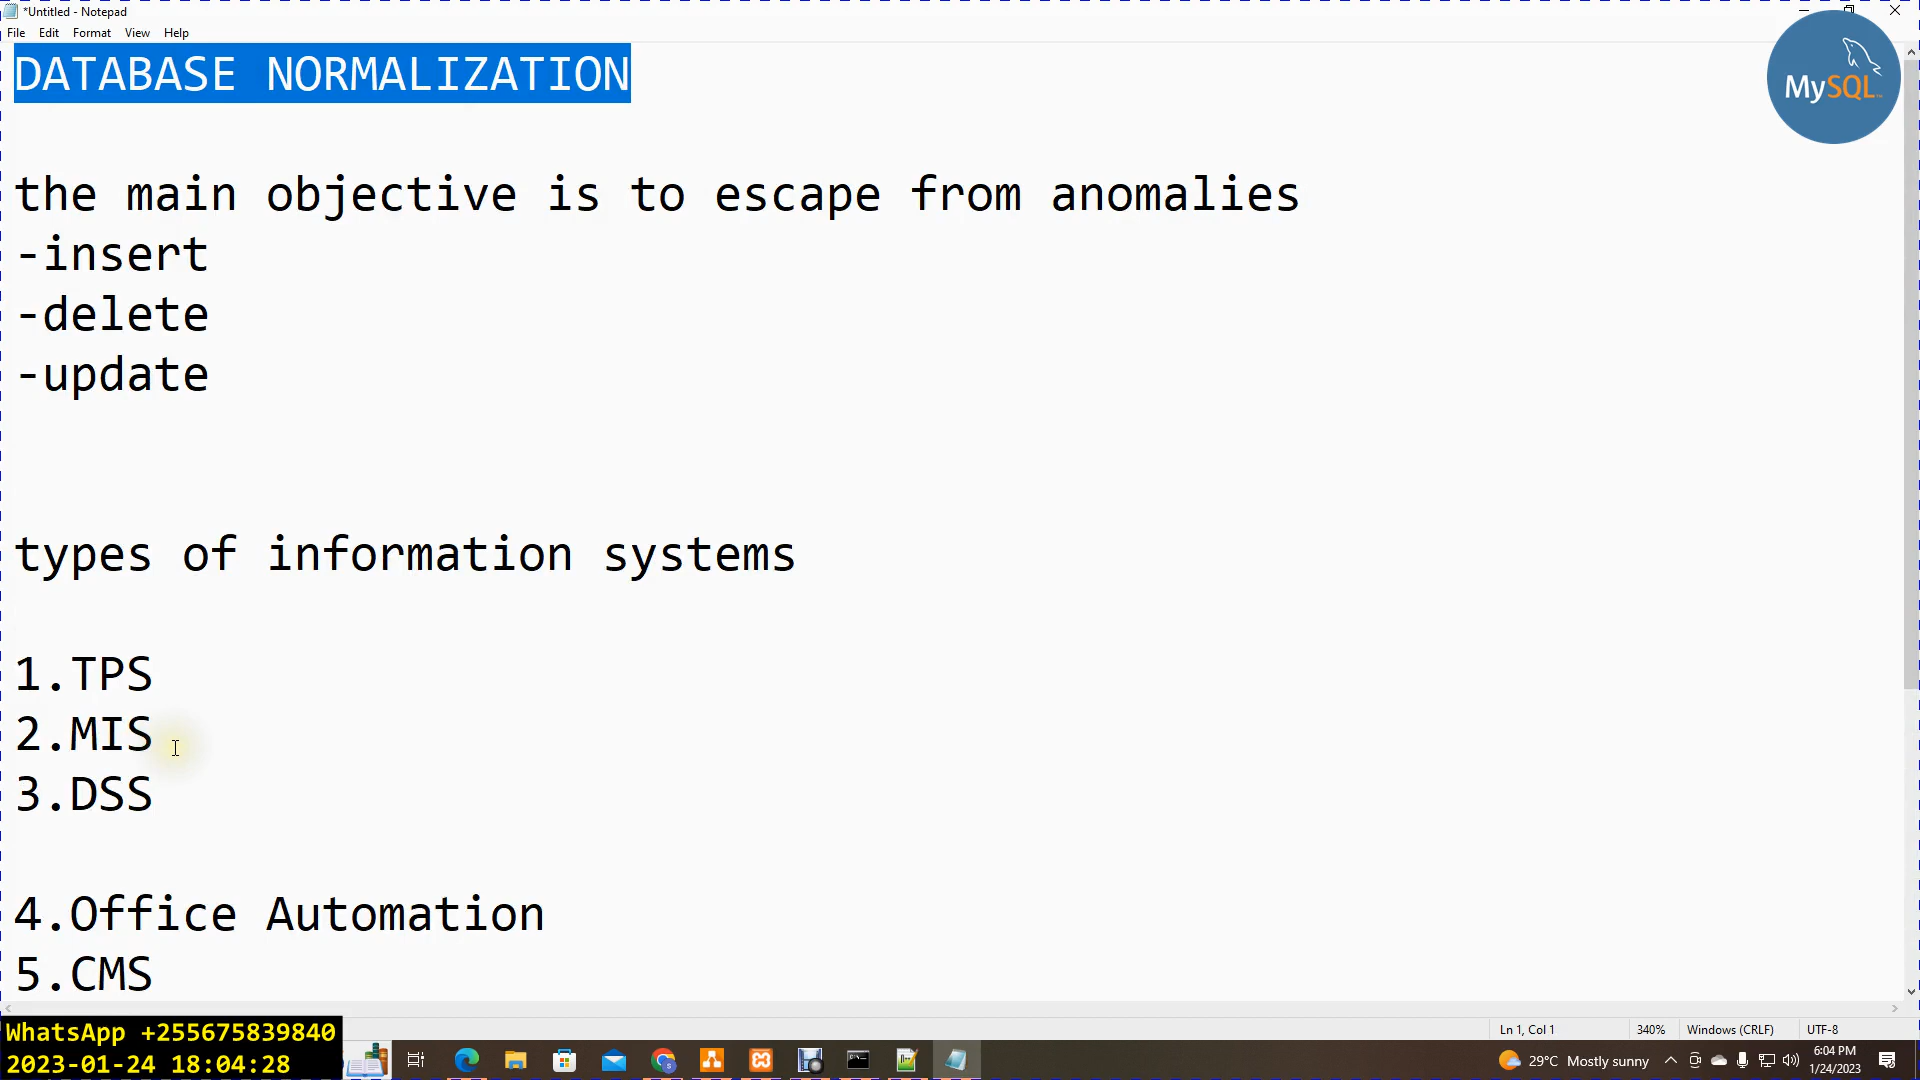 *Untitled - Notepad
File Edit Format View Help
DATABASE NORMALIZATION
MySQL™
the main objective is to escape from anomalies
-insert
-delete
-update
types of information systems
1.TPS
2.MIS
3.DSS
4.Office Automation
5.CMS
Ln 1, Col 1 340% Windows (CRLF) UTF-8
WhatsApp +255675839840
2023-01-24 18:04:28
29°C Mostly sunny
6:04 PM
1/24/2023